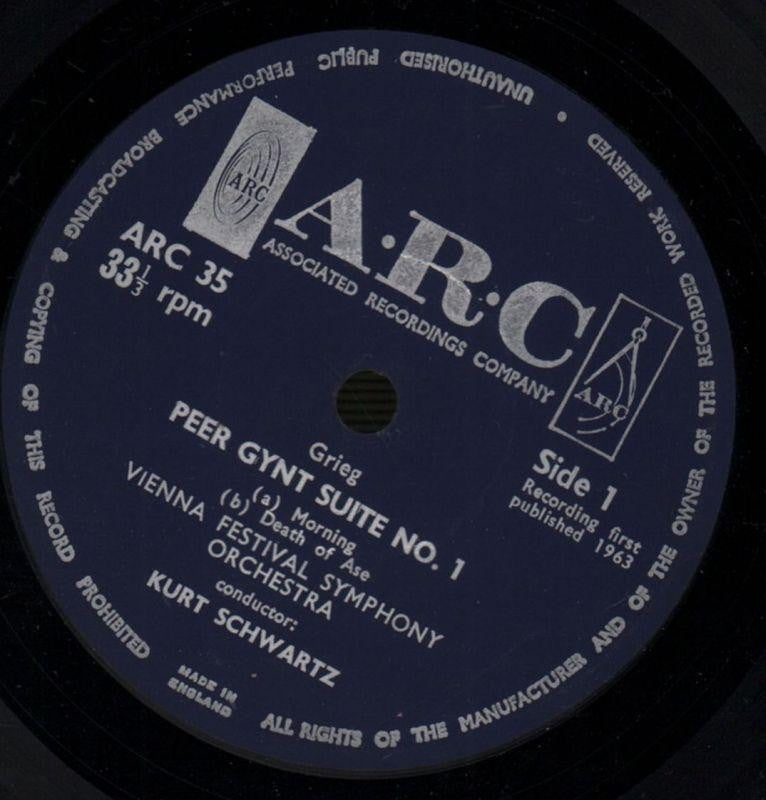 ARC
A·R·C
ASSOCIATED RECORDINGS COMPANY
ARC
ARC 35
33⅓ rpm
Side 1
Recording first
published 1963
Grieg
PEER GYNT SUITE NO. 1
(a) Morning
(b) Death of Ase
VIENNA FESTIVAL SYMPHONY
ORCHESTRA
conductor:
KURT SCHWARTZ
MADE IN
ENGLAND
ALL RIGHTS OF THE MANUFACTURER AND OF THE OWNER OF THE RECORDED WORK RESERVED • UNAUTHORISED PUBLIC PERFORMANCE BROADCASTING & COPYING OF THIS RECORD PROHIBITED